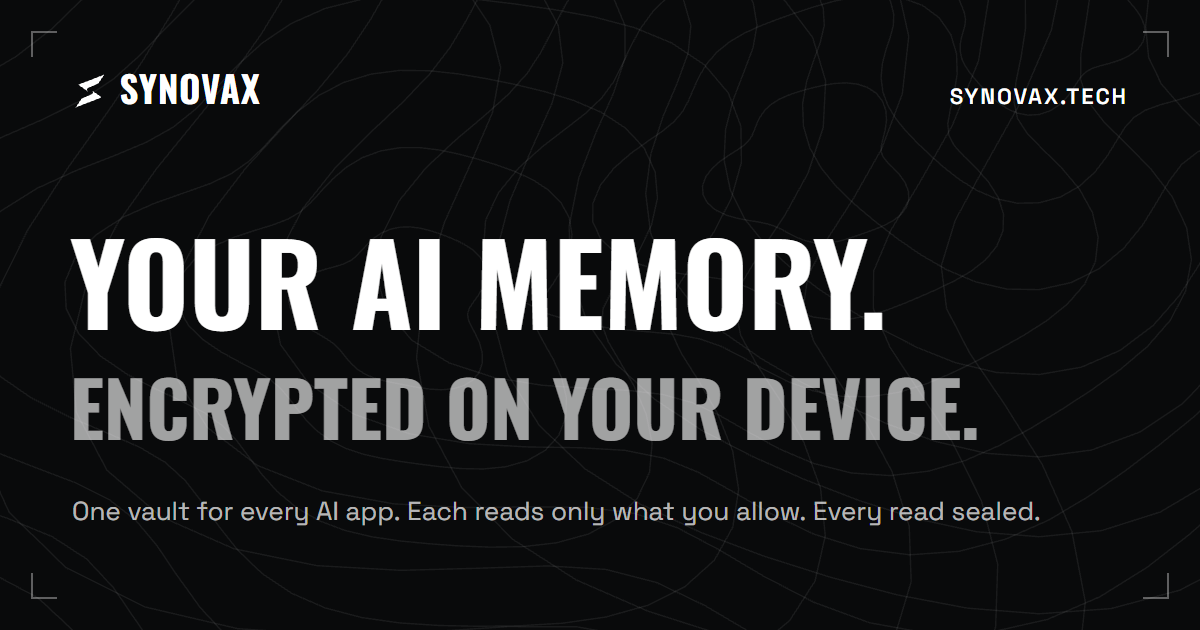 SYNOVAX
SYNOVAX.TECH
YOUR AI MEMORY.
ENCRYPTED ON YOUR DEVICE.
One vault for every AI app. Each reads only what you allow. Every read sealed.